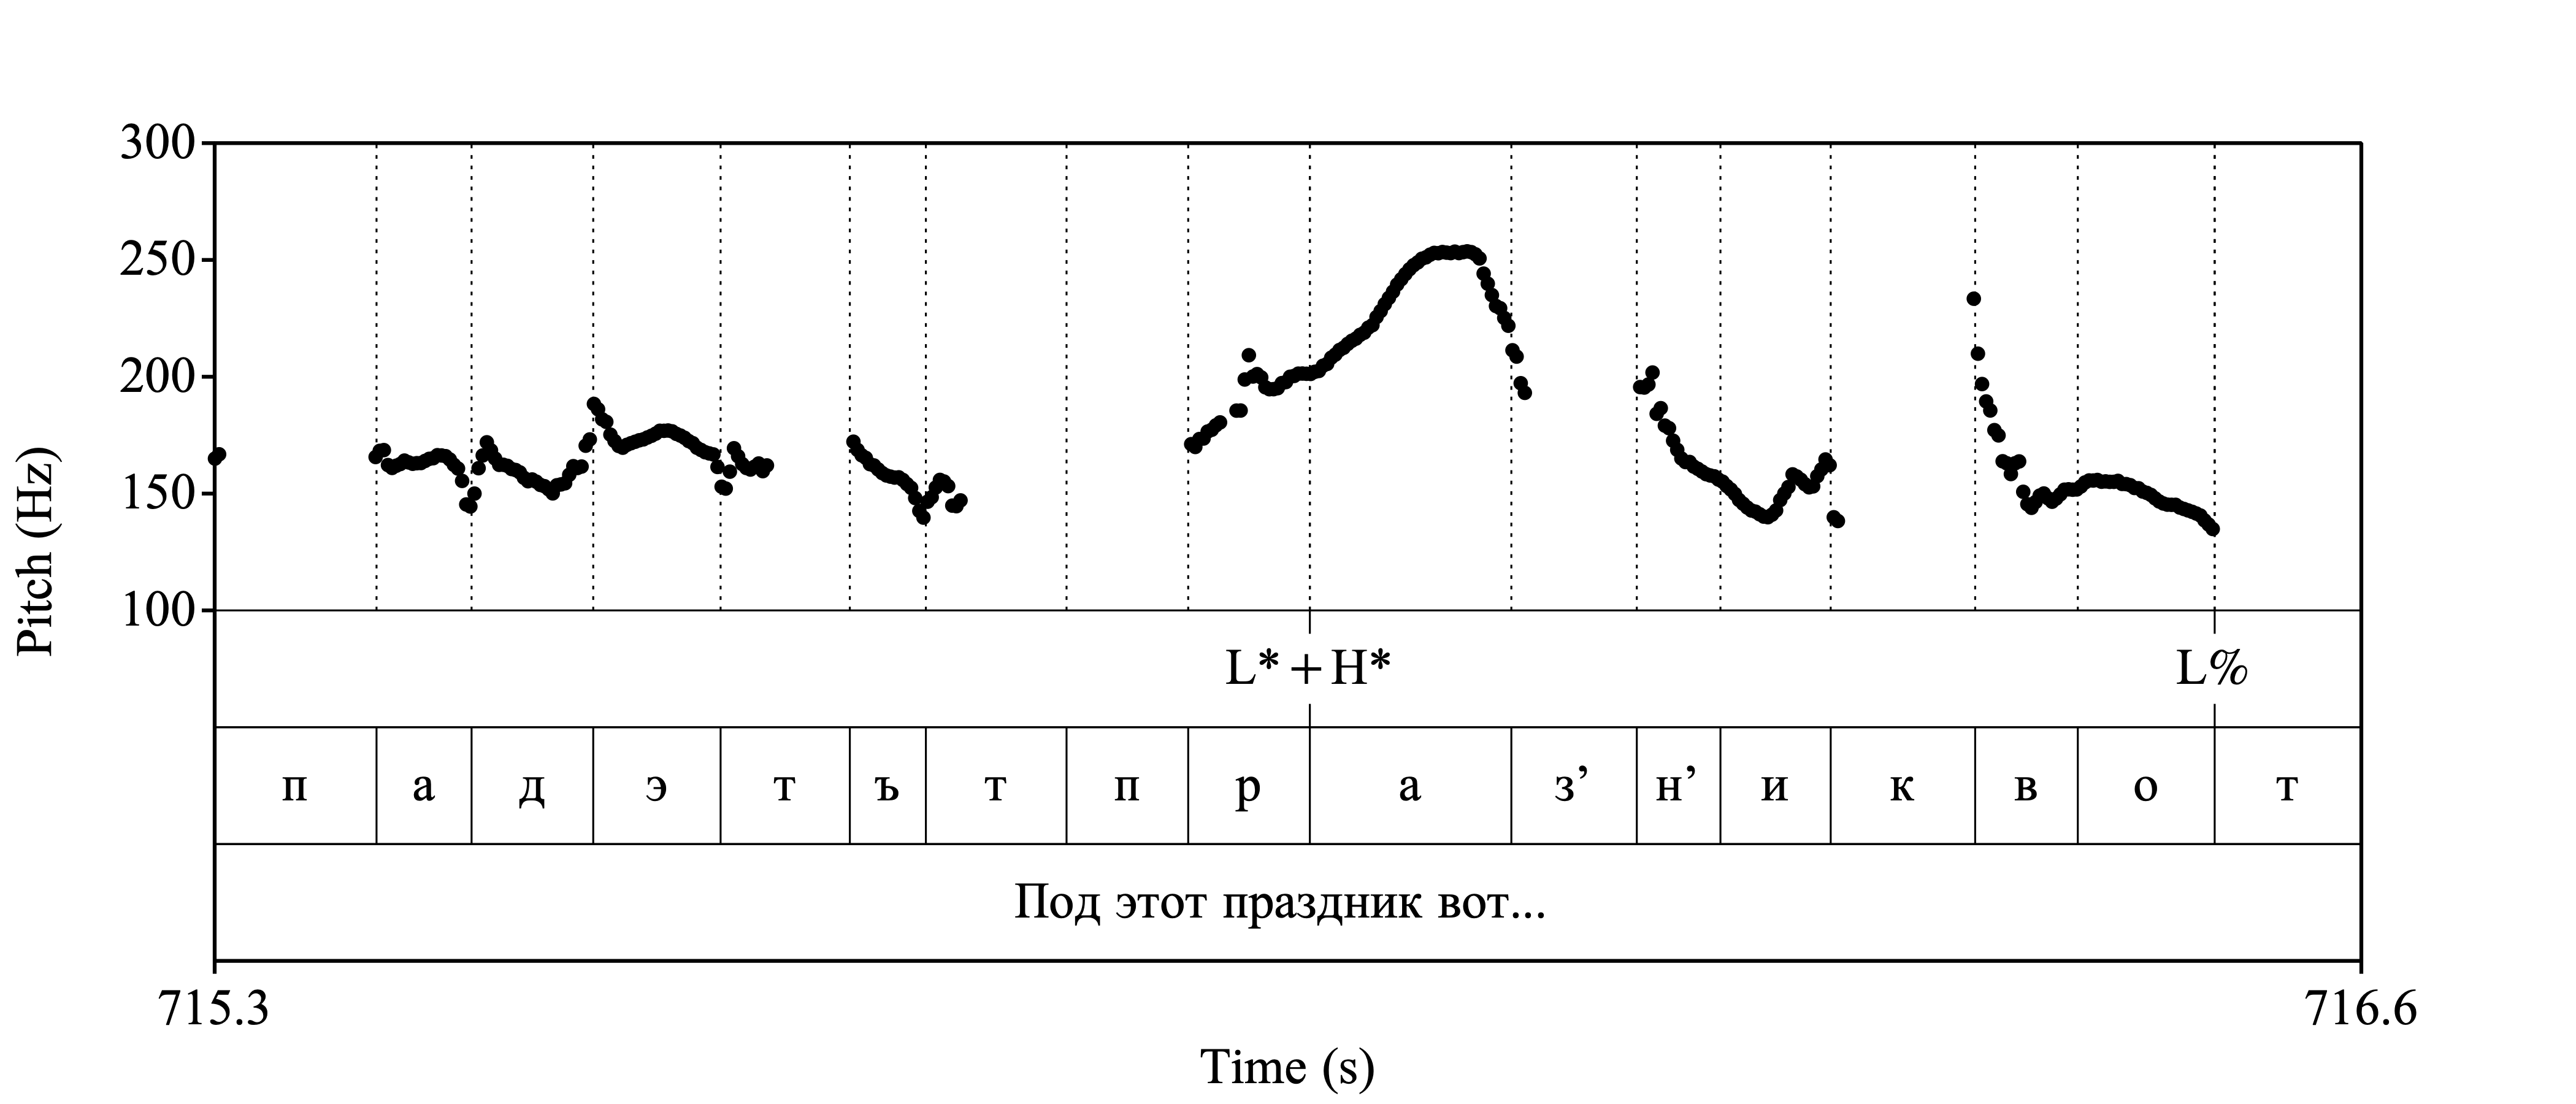 300
250
200
150
100
Pitch (Hz)
L* + H* L%
п а д э т ъ т п р а з’ н’ и к в о т
Под этот праздник вот...
715.3 716.6
Time (s)